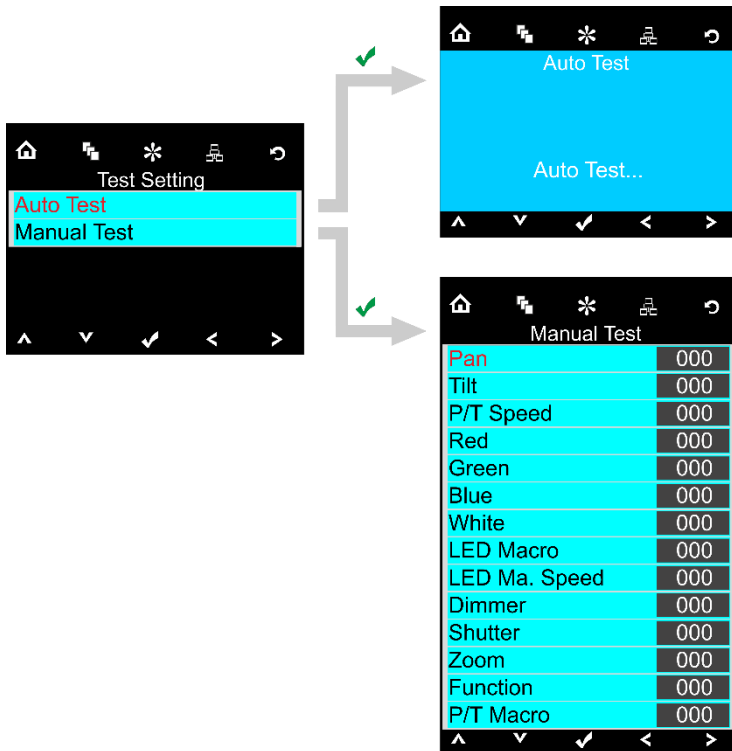 Test Setting
Auto Test
Manual Test
Auto Test
Auto Test...
Manual Test
Pan 000
Tilt 000
P/T Speed 000
Red 000
Green 000
Blue 000
White 000
LED Macro 000
LED Ma. Speed 000
Dimmer 000
Shutter 000
Zoom 000
Function 000
P/T Macro 000